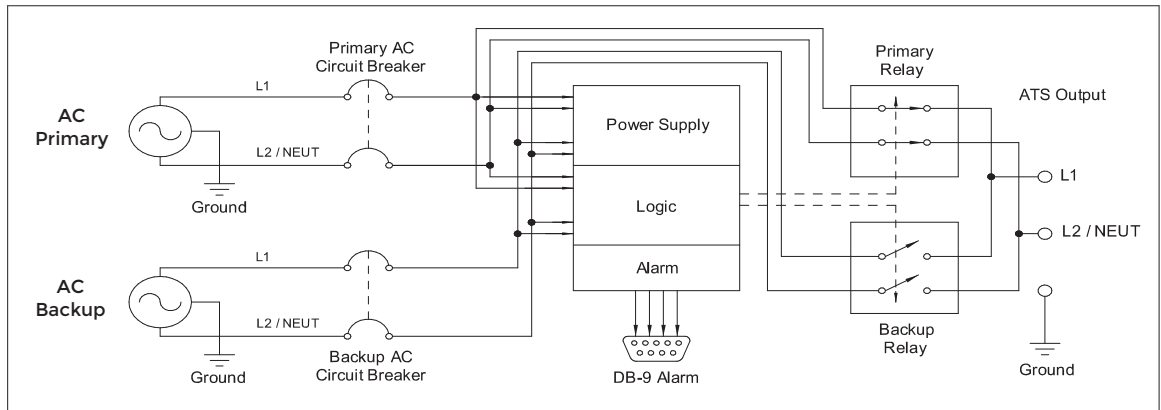 Primary AC
Circuit Breaker
L1
AC
Primary
L2 / NEUT
Ground
Power Supply
Logic
Alarm
Primary
Relay
ATS Output
L1
L2 / NEUT
L1
AC
Backup
L2 / NEUT
Ground
Backup AC
Circuit Breaker
DB-9 Alarm
Backup
Relay
Ground